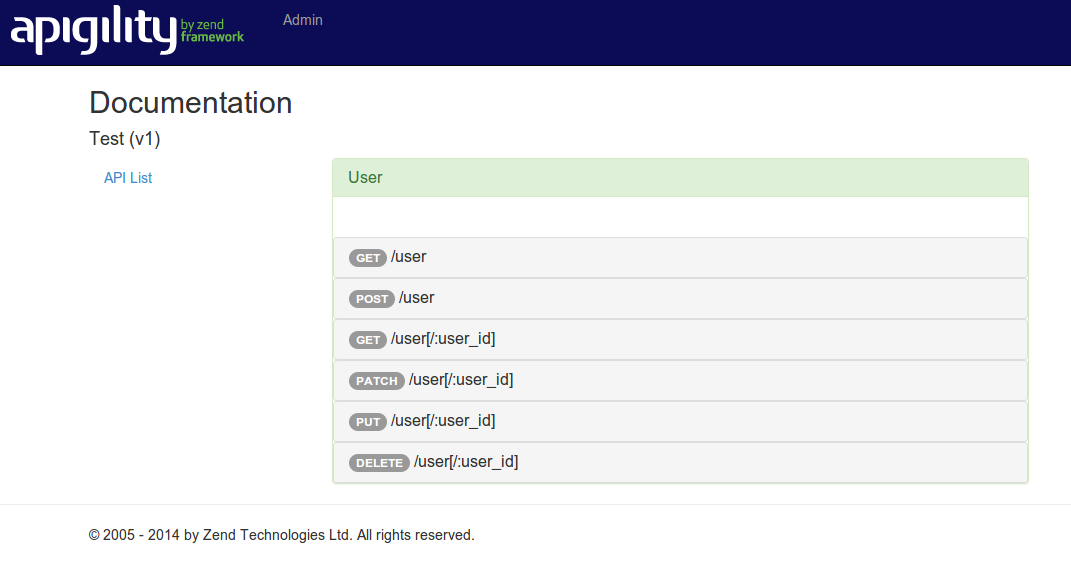 apigility by zend framework
Admin
Documentation
Test (v1)
API List
User
GET /user
POST /user
GET /user[/:user_id]
PATCH /user[/:user_id]
PUT /user[/:user_id]
DELETE /user[/:user_id]
© 2005 - 2014 by Zend Technologies Ltd. All rights reserved.